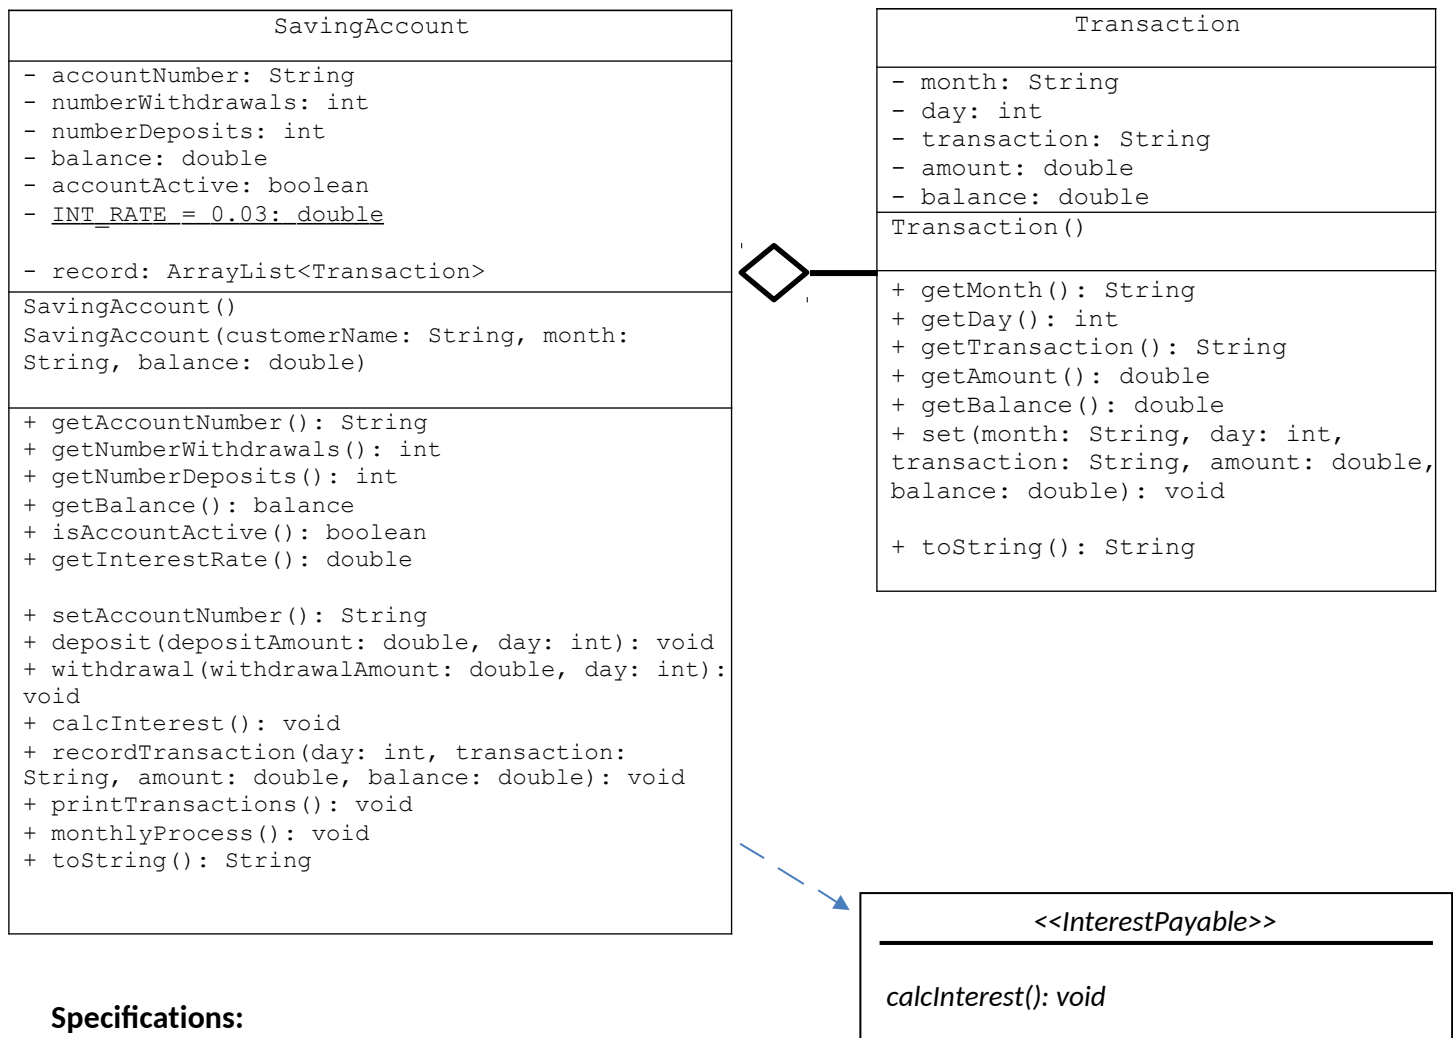 SavingAccount
- accountNumber: String
- numberWithdrawals: int
- numberDeposits: int
- balance: double
- accountActive: boolean
- INT_RATE = 0.03: double
- record: ArrayList<Transaction>
SavingAccount()
SavingAccount(customerName: String, month:
String, balance: double)
+ getAccountNumber(): String
+ getNumberWithdrawals(): int
+ getNumberDeposits(): int
+ getBalance(): balance
+ isAccountActive(): boolean
+ getInterestRate(): double
+ setAccountNumber(): String
+ deposit(depositAmount: double, day: int): void
+ withdrawal(withdrawalAmount: double, day: int):
void
+ calcInterest(): void
+ recordTransaction(day: int, transaction:
String, amount: double, balance: double): void
+ printTransactions(): void
+ monthlyProcess(): void
+ toString(): String
Transaction
- month: String
- day: int
- transaction: String
- amount: double
- balance: double
Transaction()
+ getMonth(): String
+ getDay(): int
+ getTransaction(): String
+ getAmount(): double
+ getBalance(): double
+ set(month: String, day: int,
transaction: String, amount: double,
balance: double): void
+ toString(): String
<<InterestPayable>>
calcInterest(): void
Specifications: